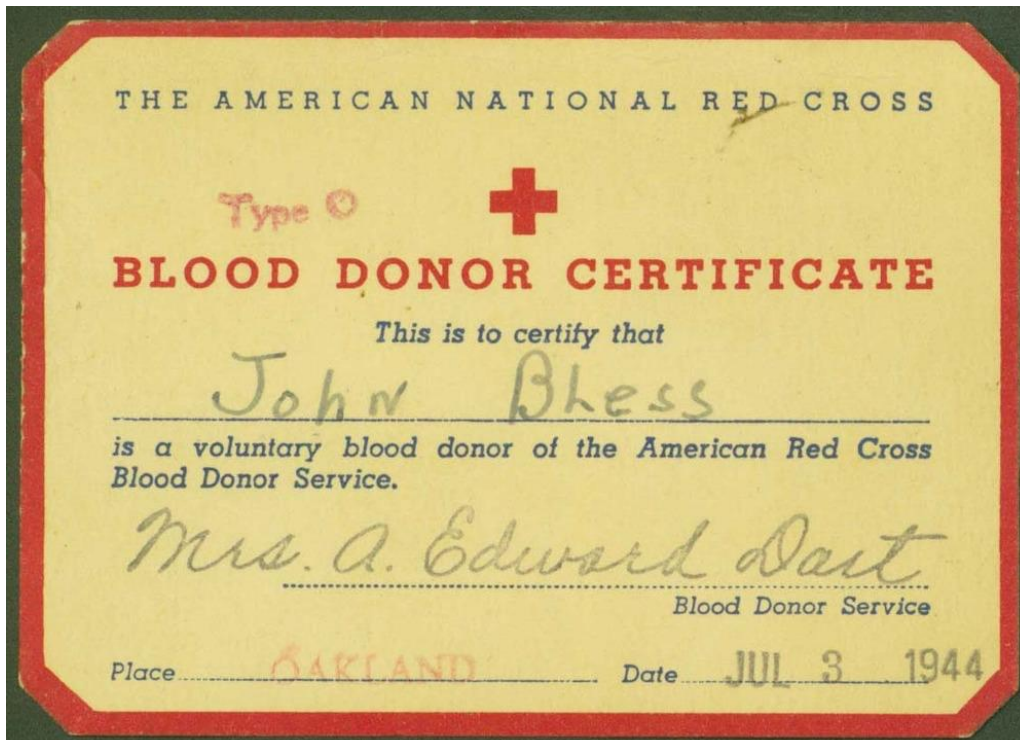 THE AMERICAN NATIONAL RED CROSS
Type O
BLOOD DONOR CERTIFICATE
This is to certify that
John Bless
is a voluntary blood donor of the American Red Cross
Blood Donor Service.
Mrs. A. Edward Dast
Blood Donor Service
Place OAKLAND Date JUL 3 1944